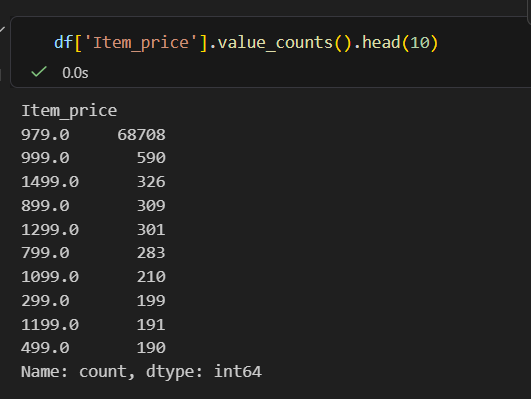 df['Item_price'].value_counts().head(10)
0.0s
Item_price
979.0 68708
999.0 590
1499.0 326
899.0 309
1299.0 301
799.0 283
1099.0 210
299.0 199
1199.0 191
499.0 190
Name: count, dtype: int64